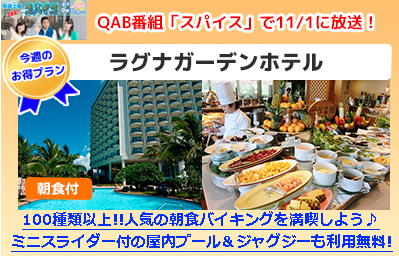 QAB番組「スパイス」で11/1に放送！
今週の
お得プラン
ラグナガーデンホテル
朝食付
100種類以上!!人気の朝食バイキングを満喫しよう♪
ミニスライダー付の屋内プール＆ジャグジーも利用無料!